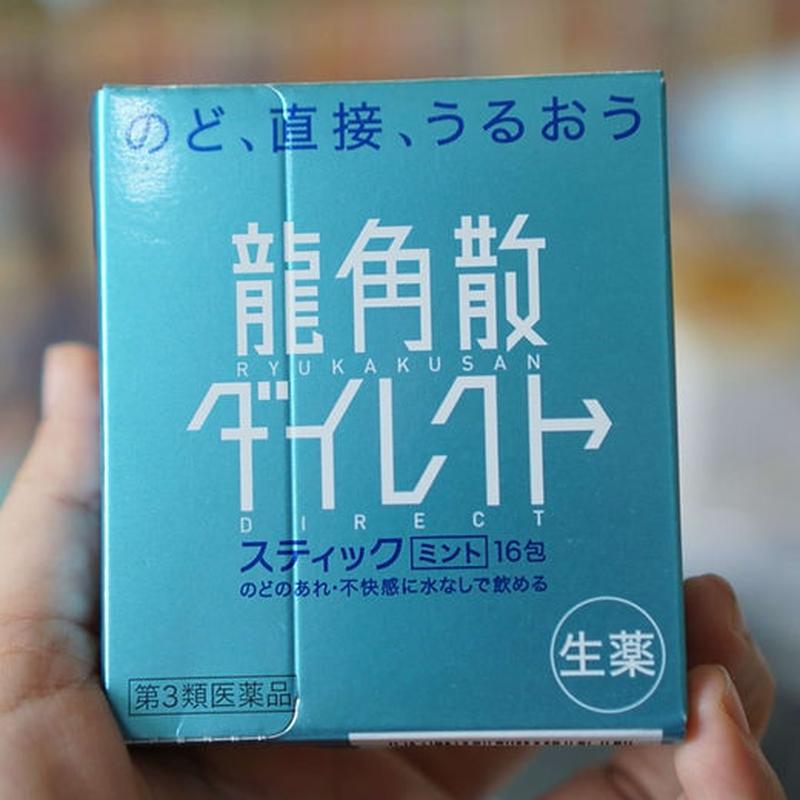 のど、直接、うるおう
龍角散
RYUKAKUSAN
ダイレクト
DIRECT
スティック ミント 16包
のどのあれ・不快感に水なしで飲める
生薬
第3類医薬品